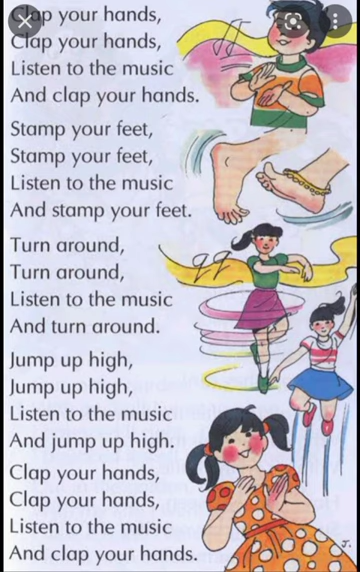 Clap your hands,
Clap your hands,
Listen to the music
And clap your hands.
Stamp your feet,
Stamp your feet,
Listen to the music
And stamp your feet.
Turn around,
Turn around,
Listen to the music
And turn around.
Jump up high,
Jump up high,
Listen to the music
And jump up high.
Clap your hands,
Clap your hands,
Listen to the music
And clap your hands.
J.